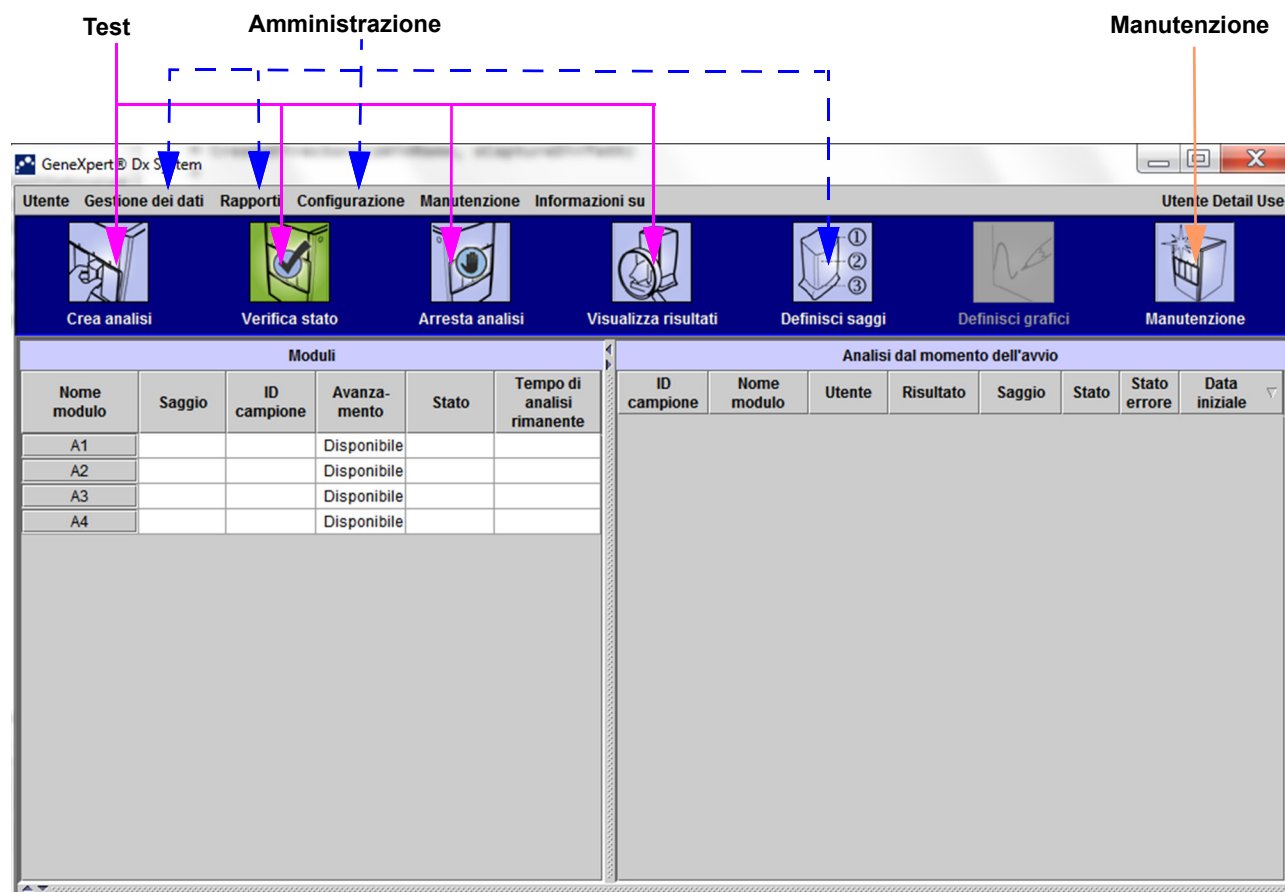 Test Amministrazione Manutenzione
GeneXpert® Dx System
Utente Gestione dei dati Rapporti Configurazione Manutenzione Informazioni su Utente Detail Use
① 
② 
③
Crea analisi Verifica stato Arresta analisi Visualizza risultati Definisci saggi Definisci grafici Manutenzione
Moduli
Nome modulo Saggio ID campione Avanza-mento Stato Tempo di analisi rimanente
A1 Disponibile
A2 Disponibile
A3 Disponibile
A4 Disponibile
Analisi dal momento dell'avvio
ID campione Nome modulo Utente Risultato Saggio Stato Stato errore Data iniziale